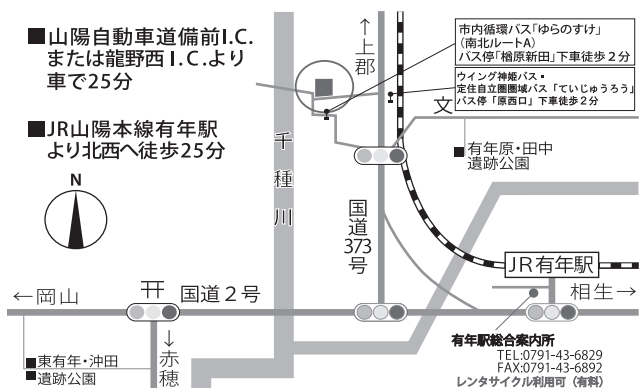 ■山陽自動車道備前I.C.
または龍野西I.C.より
車で25分
■JR山陽本線有年駅
より北西へ徒歩25分
N
↑
上郡
市内循環バス「ゆらのすけ」
（南北ルートA）
バス停「楢原新田」下車徒歩2分
ウイング神姫バス・
定住自立圏圏域バス「ていじゅうろう」
バス停「原西口」下車徒歩2分
文
■有年原・田中
遺跡公園
千種川
国道373号
JR有年駅
←岡山
国道2号
相生→
↓
赤穂
■東有年・沖田
遺跡公園
有年駅総合案内所
TEL:0791-43-6829
FAX:0791-43-6892
レンタサイクル利用可（有料）